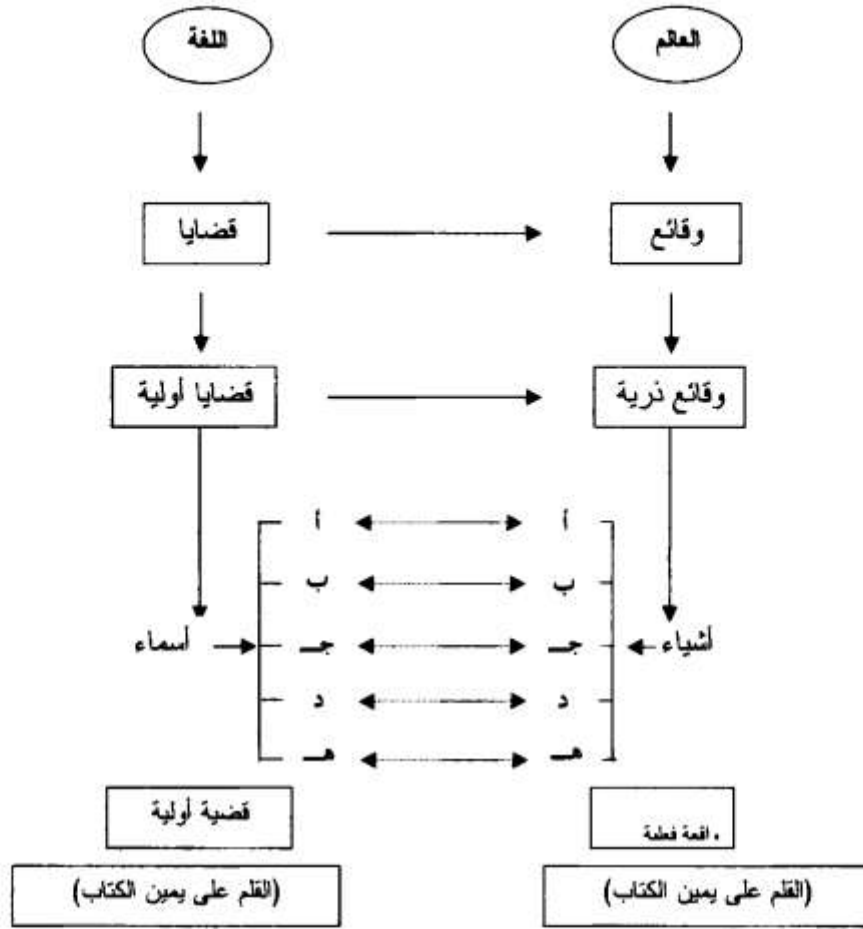 العالم
اللغة
وقائع
قضايا
وقائع ذرية
قضايا أولية
أ
أ
ب
ب
أشياء
جـ
جـ
أسماء
د
د
هـ
هـ
قضية أولية
(القلم على يمين الكتاب)
(القلم على يمين الكتاب)